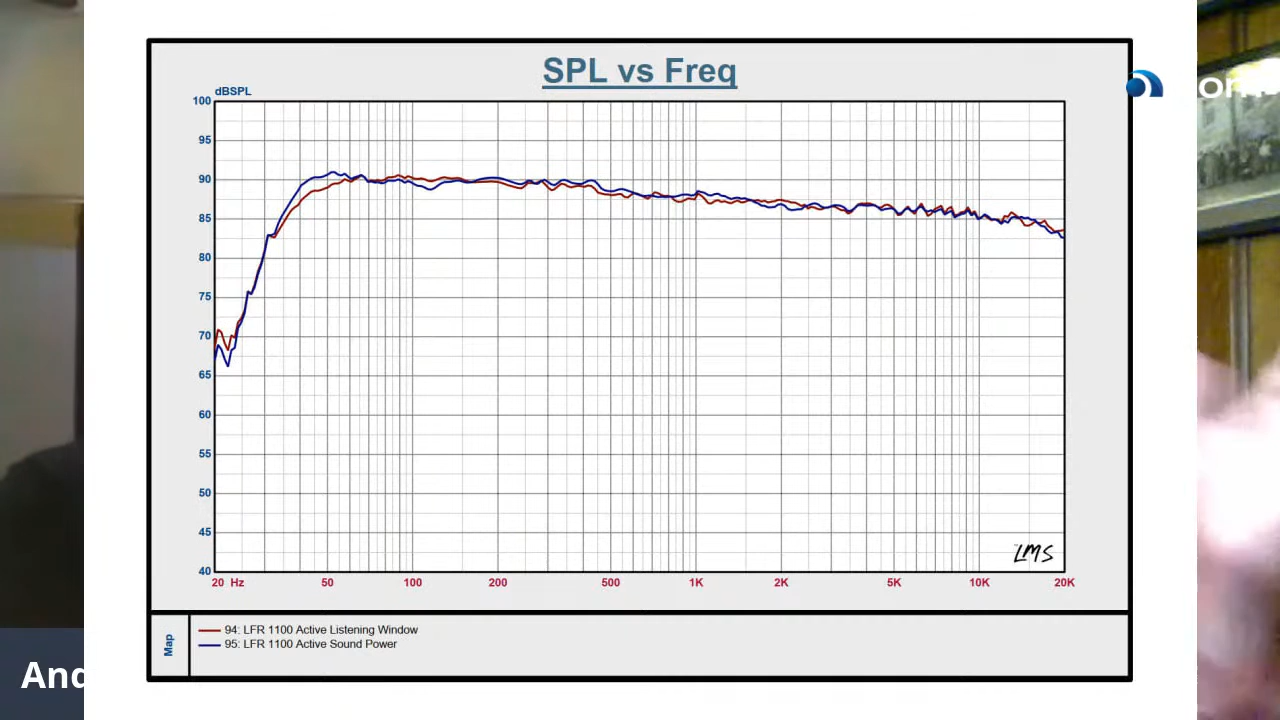 SPL vs Freq
dBSPL
100
95
90
85
80
75
70
65
60
55
50
45
40
20 Hz 50 100 200 500 1K 2K 5K 10K 20K
LMS
Map
94: LFR 1100 Active Listening Window
95: LFR 1100 Active Sound Power
And